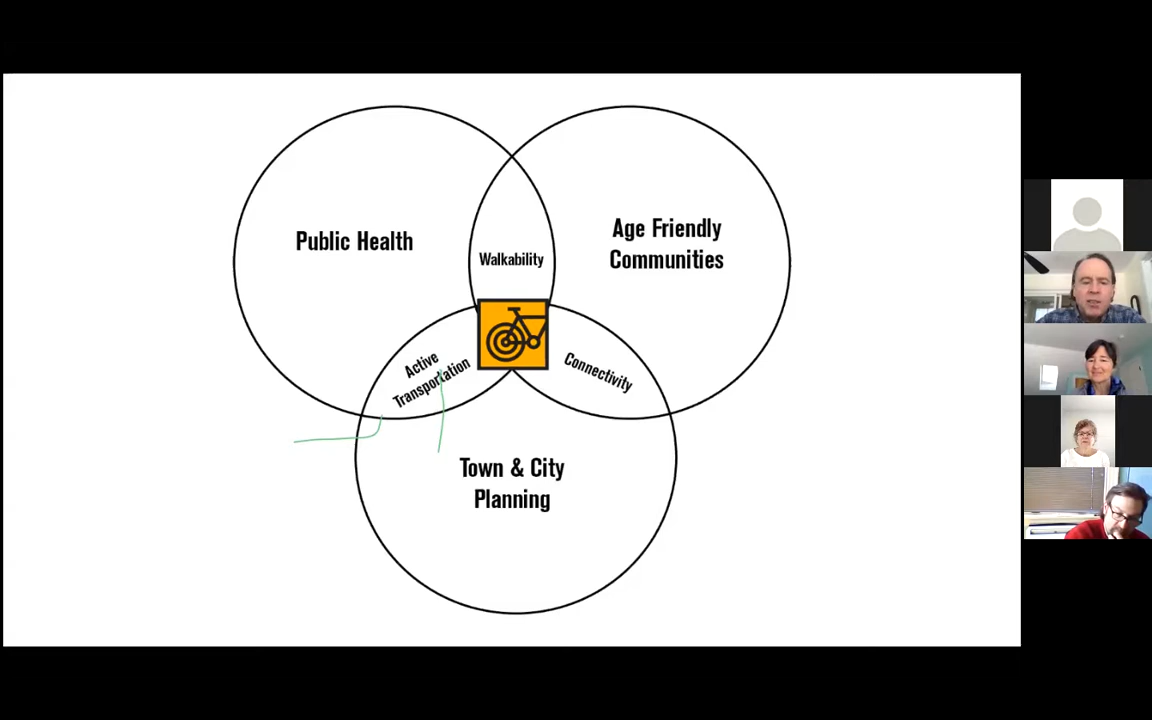 Public Health
Age Friendly
Communities
Walkability
Active
Transportation
Connectivity
Town & City
Planning